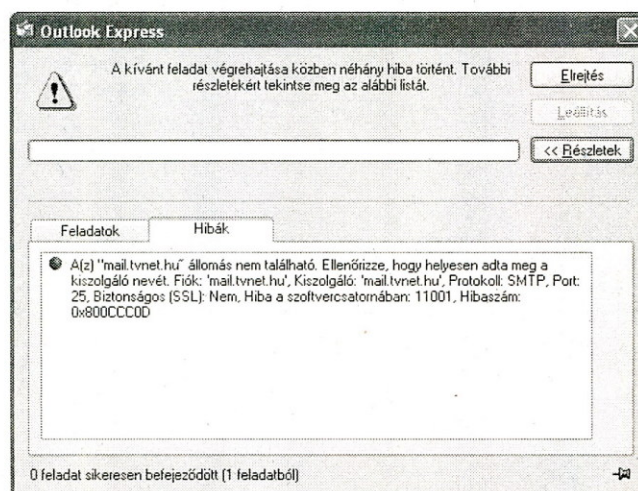 Outlook Express
A kívánt feladat végrehajtása közben néhány hiba történt. További
részletekért tekintse meg az alábbi listát.
Elrejtés
Leállítás
<< Részletek
Feladatok
Hibák
A(z) "mail.tvnet.hu" állomás nem található. Ellenőrizze, hogy helyesen adta meg a
kiszolgáló nevét. Fiók: 'mail.tvnet.hu', Kiszolgáló: 'mail.tvnet.hu', Protokoll: SMTP, Port:
25, Biztonságos (SSL): Nem, Hiba a szoftvercsatornában: 11001, Hibaszám:
0x800CCC0D
0 feladat sikeresen befejeződött (1 feladatból)